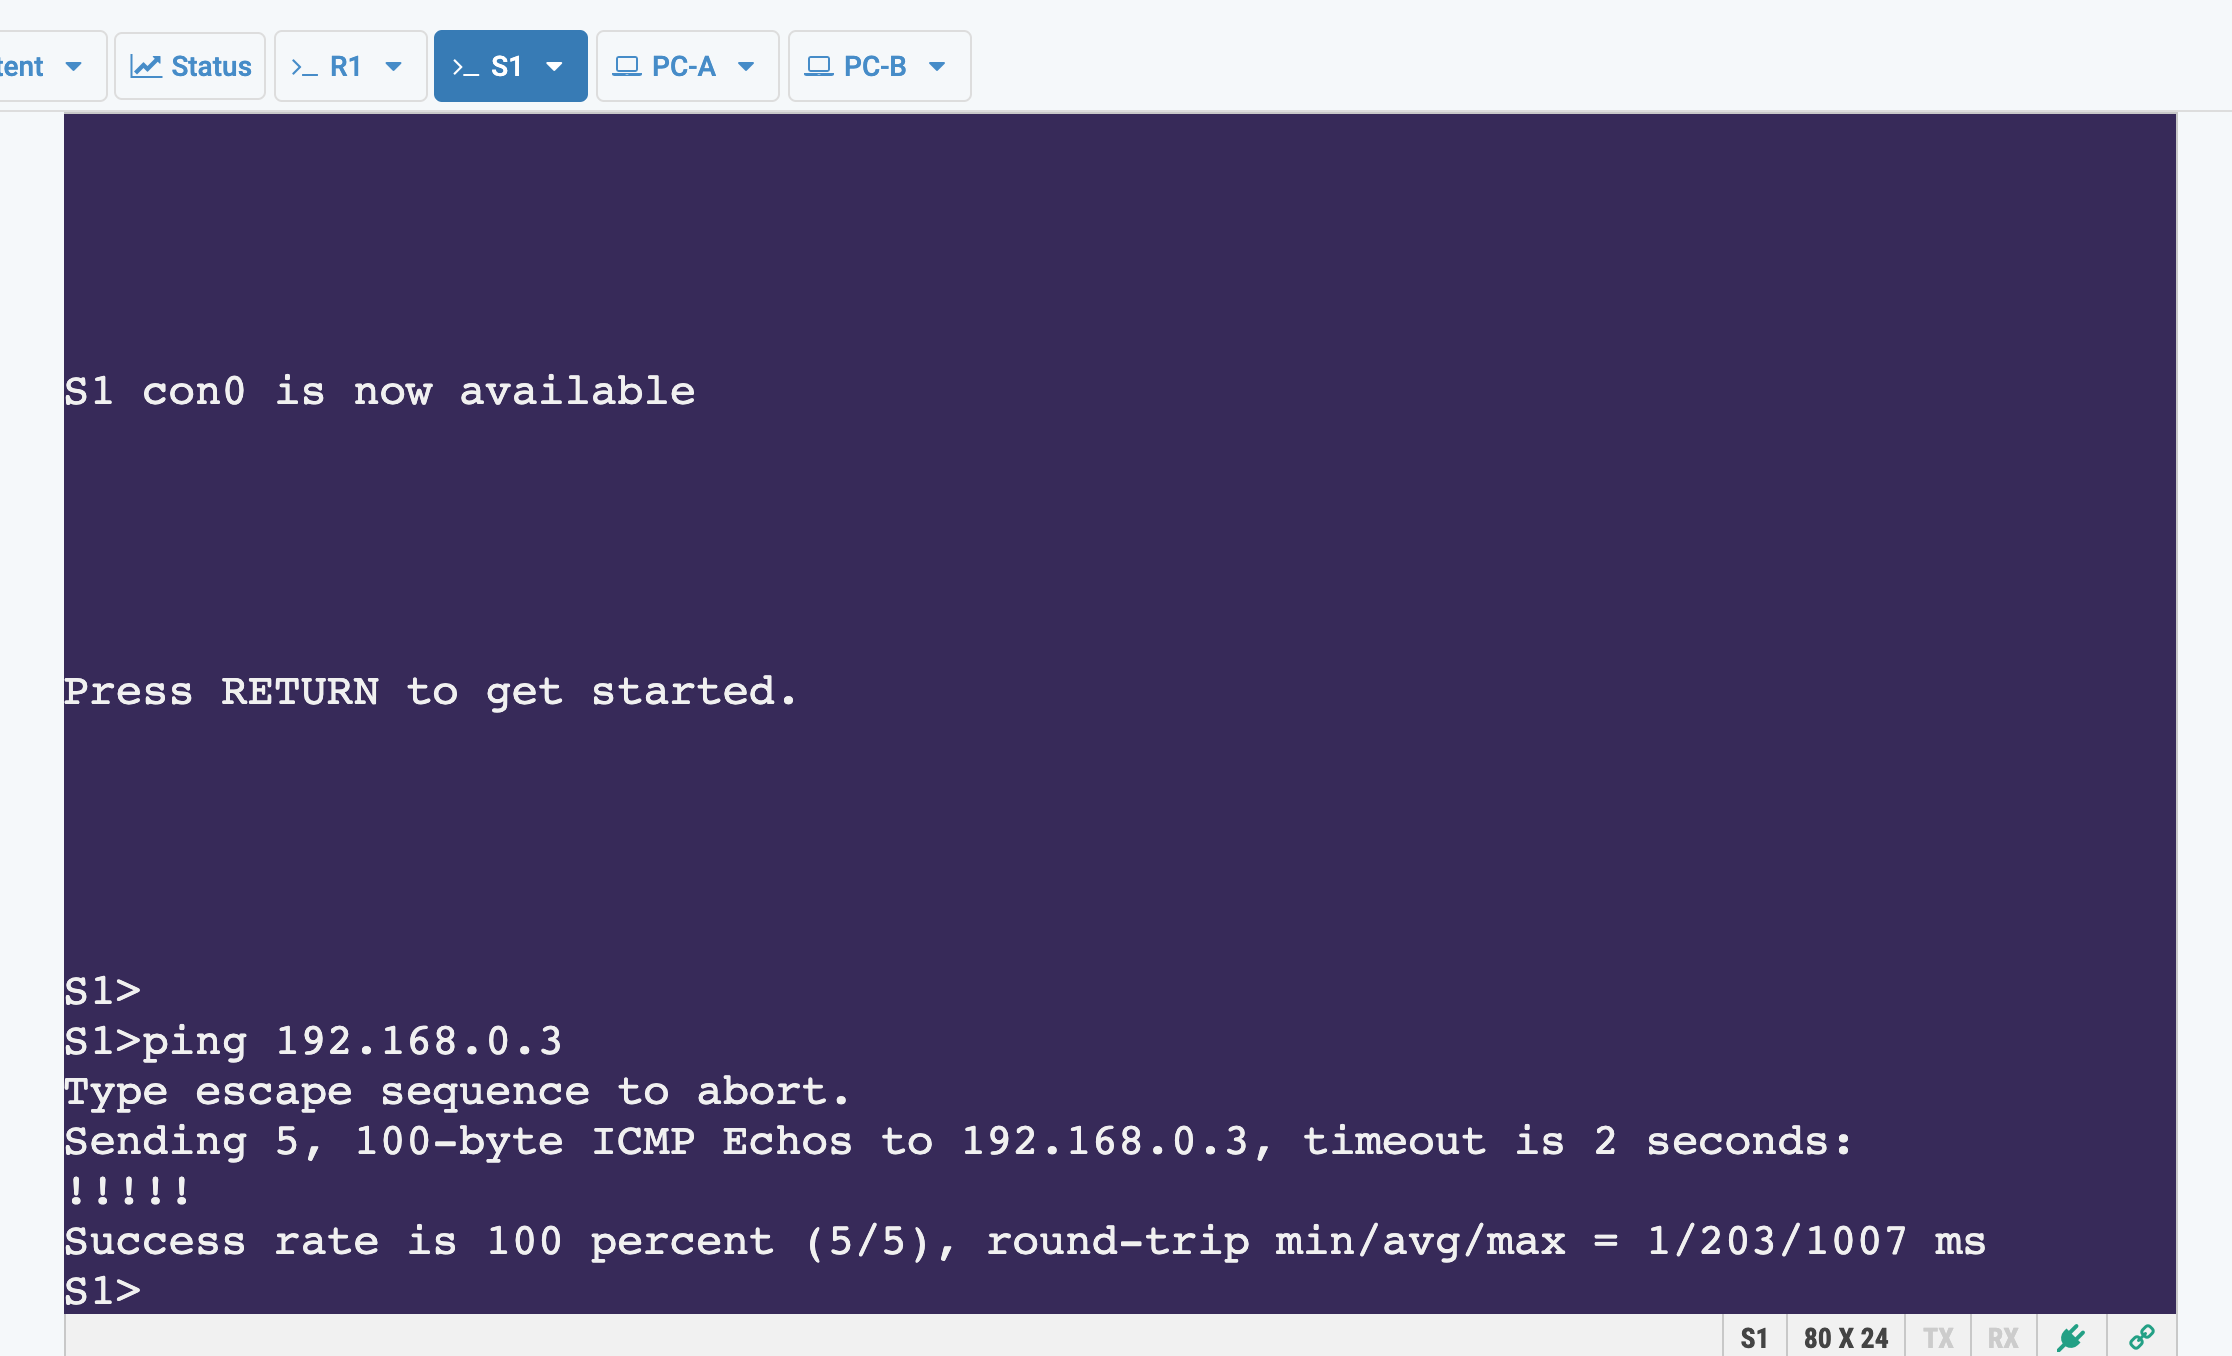 tent Status >_ R1 >_ S1 PC-A PC-B
S1 con0 is now available
Press RETURN to get started.
S1>
S1>ping 192.168.0.3
Type escape sequence to abort.
Sending 5, 100-byte ICMP Echos to 192.168.0.3, timeout is 2 seconds:
!!!!!
Success rate is 100 percent (5/5), round-trip min/avg/max = 1/203/1007 ms
S1>
S1 80 X 24 TX RX